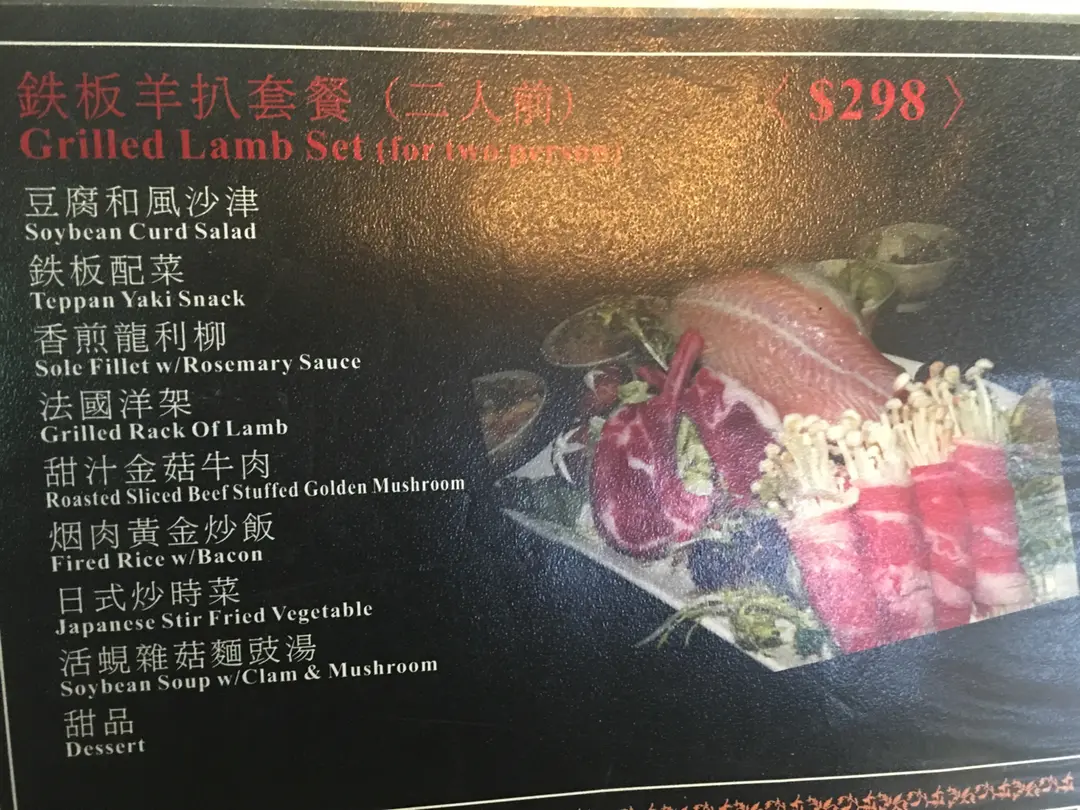 鉄板羊扒套餐（二人前） 〈 $298 〉
Grilled Lamb Set (for two person)
豆腐和風沙津
Soybean Curd Salad
鉄板配菜
Teppan Yaki Snack
香煎龍利柳
Sole Fillet w/Rosemary Sauce
法國洋架
Grilled Rack Of Lamb
甜汁金菇牛肉
Roasted Sliced Beef Stuffed Golden Mushroom
烟肉黃金炒飯
Fired Rice w/Bacon
日式炒時菜
Japanese Stir Fried Vegetable
活蜆雜菇麵豉湯
Soybean Soup w/Clam & Mushroom
甜品
Dessert